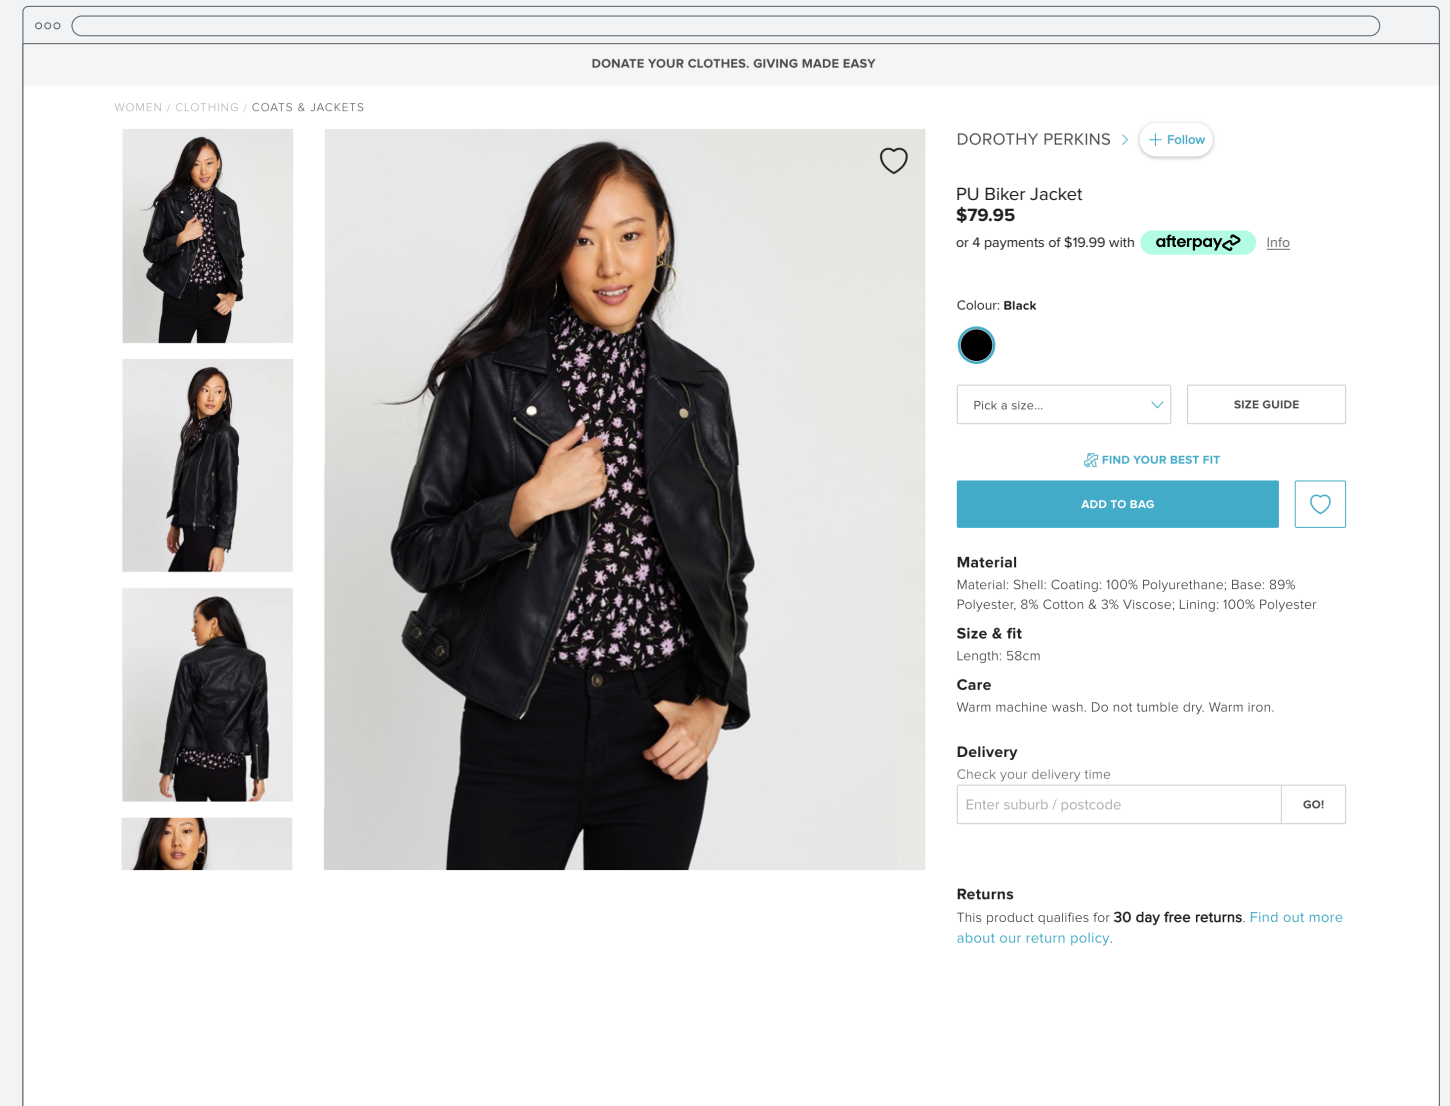 DONATE YOUR CLOTHES. GIVING MADE EASY
WOMEN / CLOTHING / COATS & JACKETS
DOROTHY PERKINS > + Follow
PU Biker Jacket
$79.95
or 4 payments of $19.99 with afterpay Info
Colour: Black
Pick a size...
SIZE GUIDE
FIND YOUR BEST FIT
ADD TO BAG
Material
Material: Shell: Coating: 100% Polyurethane; Base: 89%
Polyester, 8% Cotton & 3% Viscose; Lining: 100% Polyester
Size & fit
Length: 58cm
Care
Warm machine wash. Do not tumble dry. Warm iron.
Delivery
Check your delivery time
Enter suburb / postcode
GO!
Returns
This product qualifies for 30 day free returns. Find out more
about our return policy.